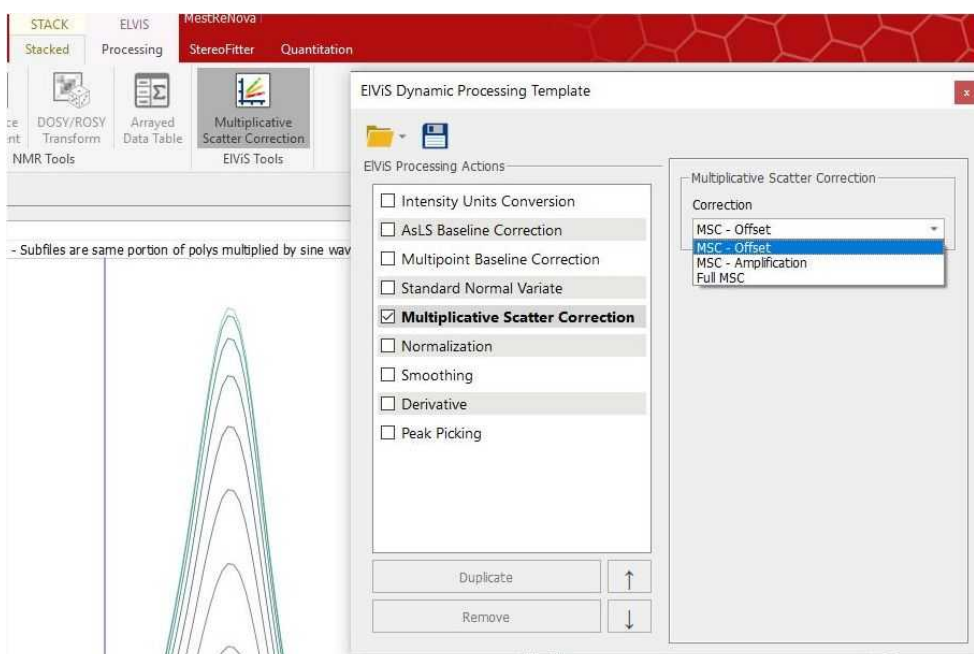 STACK ELVIS MestReNova
Stacked Processing StereoFitter Quantitation
DOSY/ROSY Transform
Arrayed Data Table
Multiplicative Scatter Correction
NMR Tools
ElViS Tools
- Subfiles are same portion of polys multiplied by sine wav
ElViS Dynamic Processing Template
x
ElViS Processing Actions
Intensity Units Conversion
AsLS Baseline Correction
Multipoint Baseline Correction
Standard Normal Variate
Multiplicative Scatter Correction
Normalization
Smoothing
Derivative
Peak Picking
Duplicate
Remove
Multiplicative Scatter Correction
Correction
MSC - Offset
MSC - Offset
MSC - Amplification
Full MSC